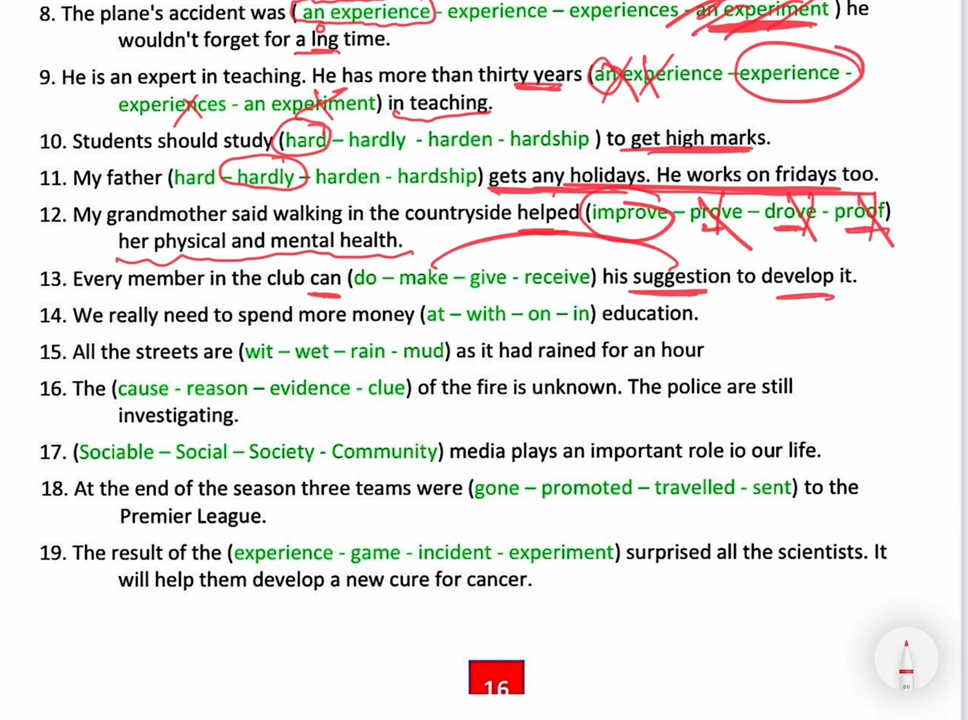 8. The plane's accident was ( an experience - experience – experiences - an experiment ) he
wouldn't forget for a lng time.
9. He is an expert in teaching. He has more than thirty years (an experience – experience -
experiences - an experiment) in teaching.
10. Students should study (hard – hardly - harden - hardship ) to get high marks.
11. My father (hard – hardly – harden - hardship) gets any holidays. He works on fridays too.
12. My grandmother said walking in the countryside helped (improve – prove – drove - proof)
her physical and mental health.
13. Every member in the club can (do – make – give - receive) his suggestion to develop it.
14. We really need to spend more money (at – with – on – in) education.
15. All the streets are (wit – wet – rain - mud) as it had rained for an hour
16. The (cause - reason – evidence - clue) of the fire is unknown. The police are still
investigating.
17. (Sociable – Social – Society - Community) media plays an important role io our life.
18. At the end of the season three teams were (gone – promoted – travelled - sent) to the
Premier League.
19. The result of the (experience - game - incident - experiment) surprised all the scientists. It
will help them develop a new cure for cancer.
16